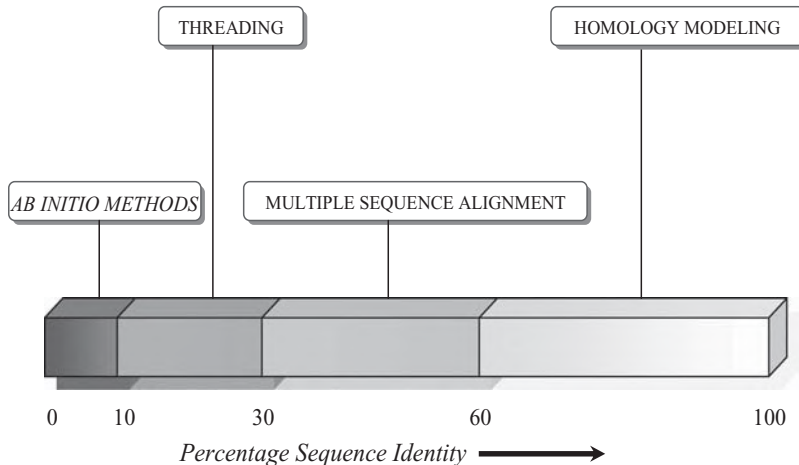 THREADING
HOMOLOGY MODELING
AB INITIO METHODS
MULTIPLE SEQUENCE ALIGNMENT
0 10 30 60 100
Percentage Sequence Identity